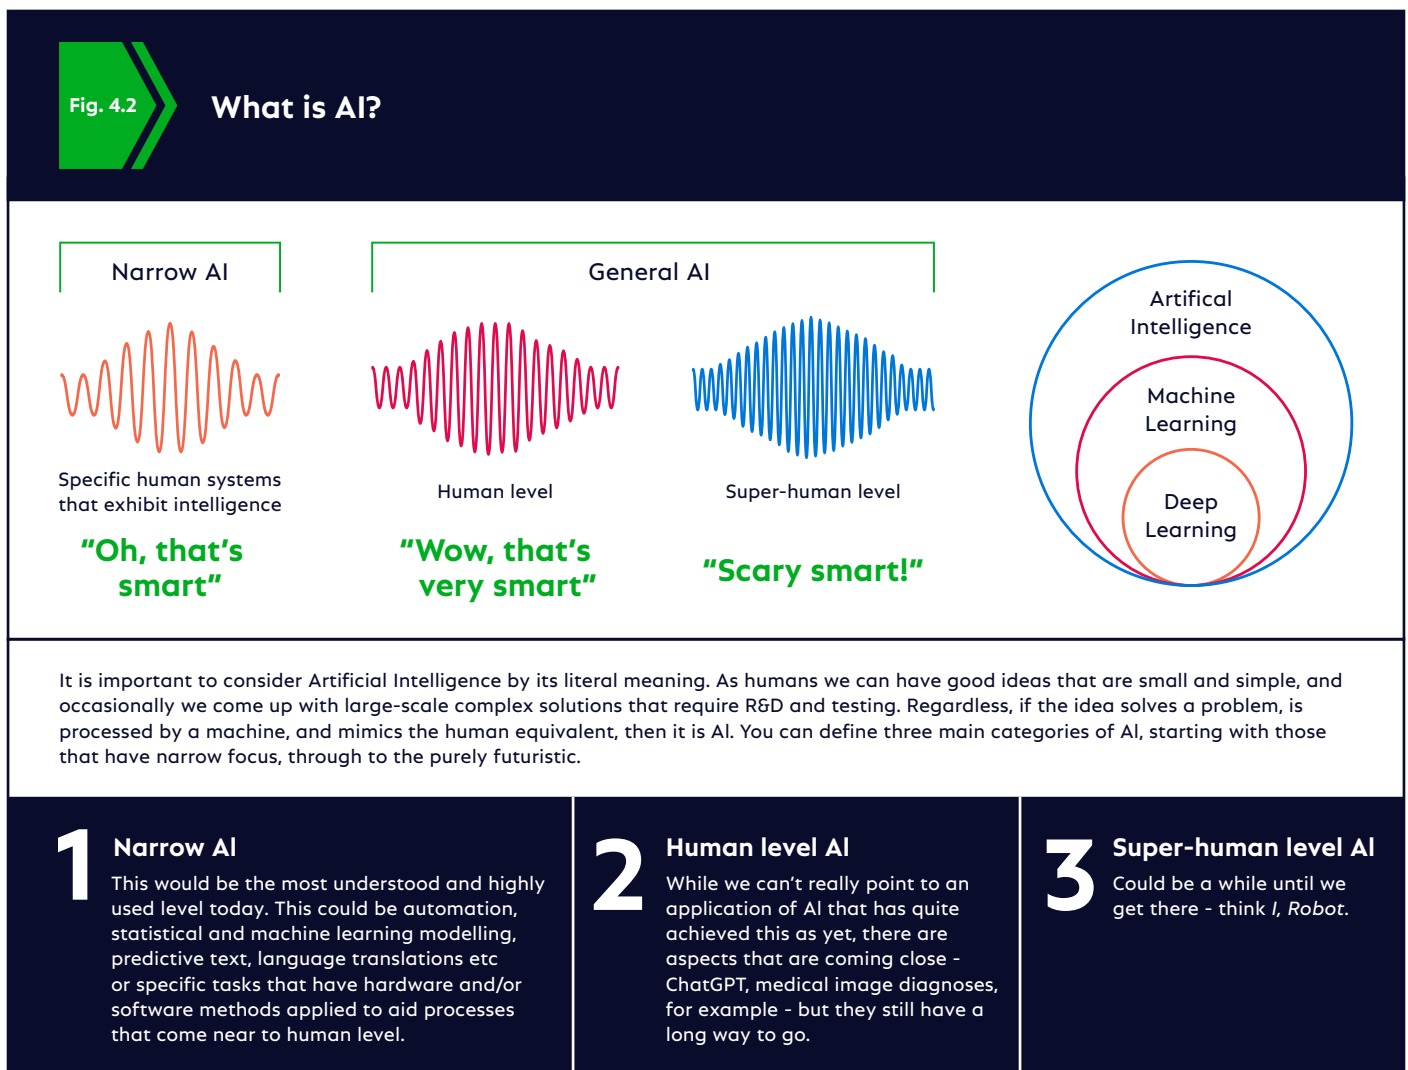 Fig. 4.2
What is AI?
Narrow AI
General AI
Specific human systems
that exhibit intelligence
“Oh, that’s
smart”
Human level
“Wow, that’s
very smart”
Super-human level
“Scary smart!”
Artifical
Intelligence
Machine
Learning
Deep
Learning
It is important to consider Artificial Intelligence by its literal meaning. As humans we can have good ideas that are small and simple, and
occasionally we come up with large-scale complex solutions that require R&D and testing. Regardless, if the idea solves a problem, is
processed by a machine, and mimics the human equivalent, then it is AI. You can define three main categories of AI, starting with those
that have narrow focus, through to the purely futuristic.
1
Narrow AI
This would be the most understood and highly
used level today. This could be automation,
statistical and machine learning modelling,
predictive text, language translations etc
or specific tasks that have hardware and/or
software methods applied to aid processes
that come near to human level.
2
Human level AI
While we can’t really point to an
application of AI that has quite
achieved this as yet, there are
aspects that are coming close -
ChatGPT, medical image diagnoses,
for example - but they still have a
long way to go.
3
Super-human level AI
Could be a while until we
get there - think I, Robot.